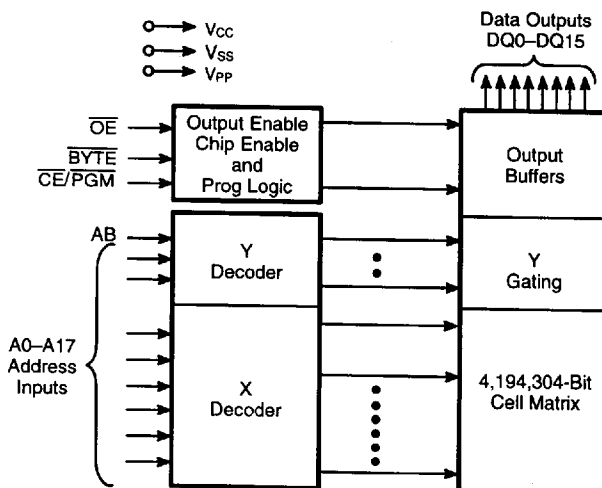 Data Outputs
DQ0–DQ15
VCC
VSS
VPP
OE
BYTE
CE/PGM
Output Enable
Chip Enable
and
Prog Logic
Output
Buffers
AB
Y
Decoder
Y
Gating
A0–A17
Address
Inputs
X
Decoder
4,194,304-Bit
Cell Matrix